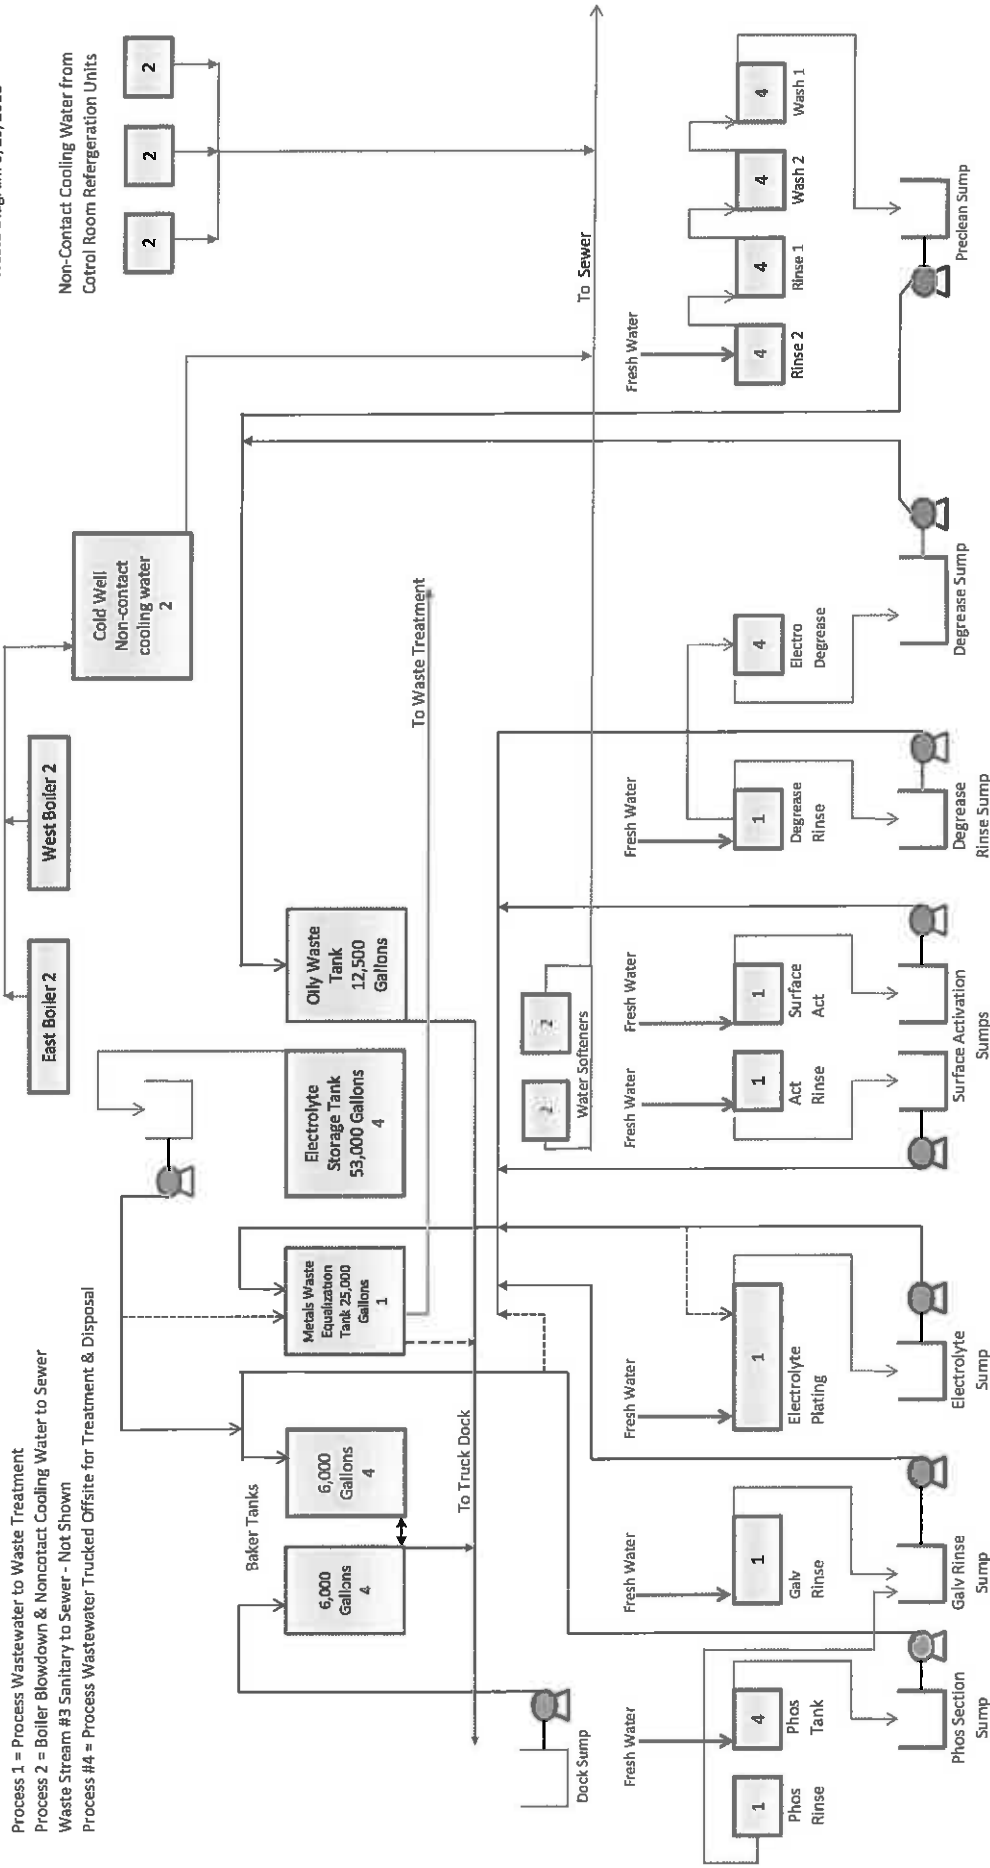 Process 1 = Process Wastewater to Waste Treatment
Process 2 = Boiler Blowdown & Noncotact Cooling Water to Sewer
Waste Stream #3 Sanitary to Sewer - Not Shown
Process #4 = Process Wastewater Trucked Offsite for Treatment & Disposal
East Boiler 2
West Boiler 2
Cold Well
Non-contact
cooling water
2
Non-Contact Cooling Water from
Cotrol Room Refergeration Units
2
2
2
Baker Tanks
6,000
Gallons
4
6,000
Gallons
4
Metals Waste
Equalization
Tank 25,000
Gallons
1
Electrolyte
Storage Tank
53,000 Gallons
4
Oily Waste
Tank
12,500
Gallons
To Waste Treatment
To Truck Dock
Dock Sump
2
2
Water Softeners
To Sewer
Fresh Water
Fresh Water
Fresh Water
Fresh Water
Fresh Water
Fresh Water
Fresh Water
1
Phos
Rinse
4
Phos
Tank
1
Galv
Rinse
1
Electrolyte
Plating
1
Act
Rinse
1
Surface
Act
1
Degrease
Rinse
4
Electro
Degrease
4
Rinse 2
4
Rinse 1
4
Wash 2
4
Wash 1
Phos Section
Sump
Galv Rinse
Sump
Electrolyte
Sump
Surface Activation
Sumps
Degrease
Rinse Sump
Degrease Sump
Preclean Sump